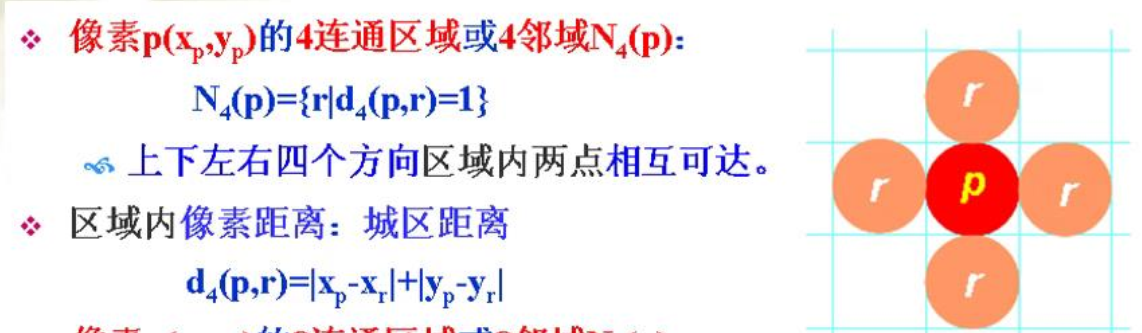 像素p(xp,yp)的4连通区域或4邻域N4(p)：
N4(p)={r|d4(p,r)=1}
上下左右四个方向区域内两点相互可达。
区域内像素距离：城区距离
d4(p,r)=|xp-xr|+|yp-yr|
r
r p r
r